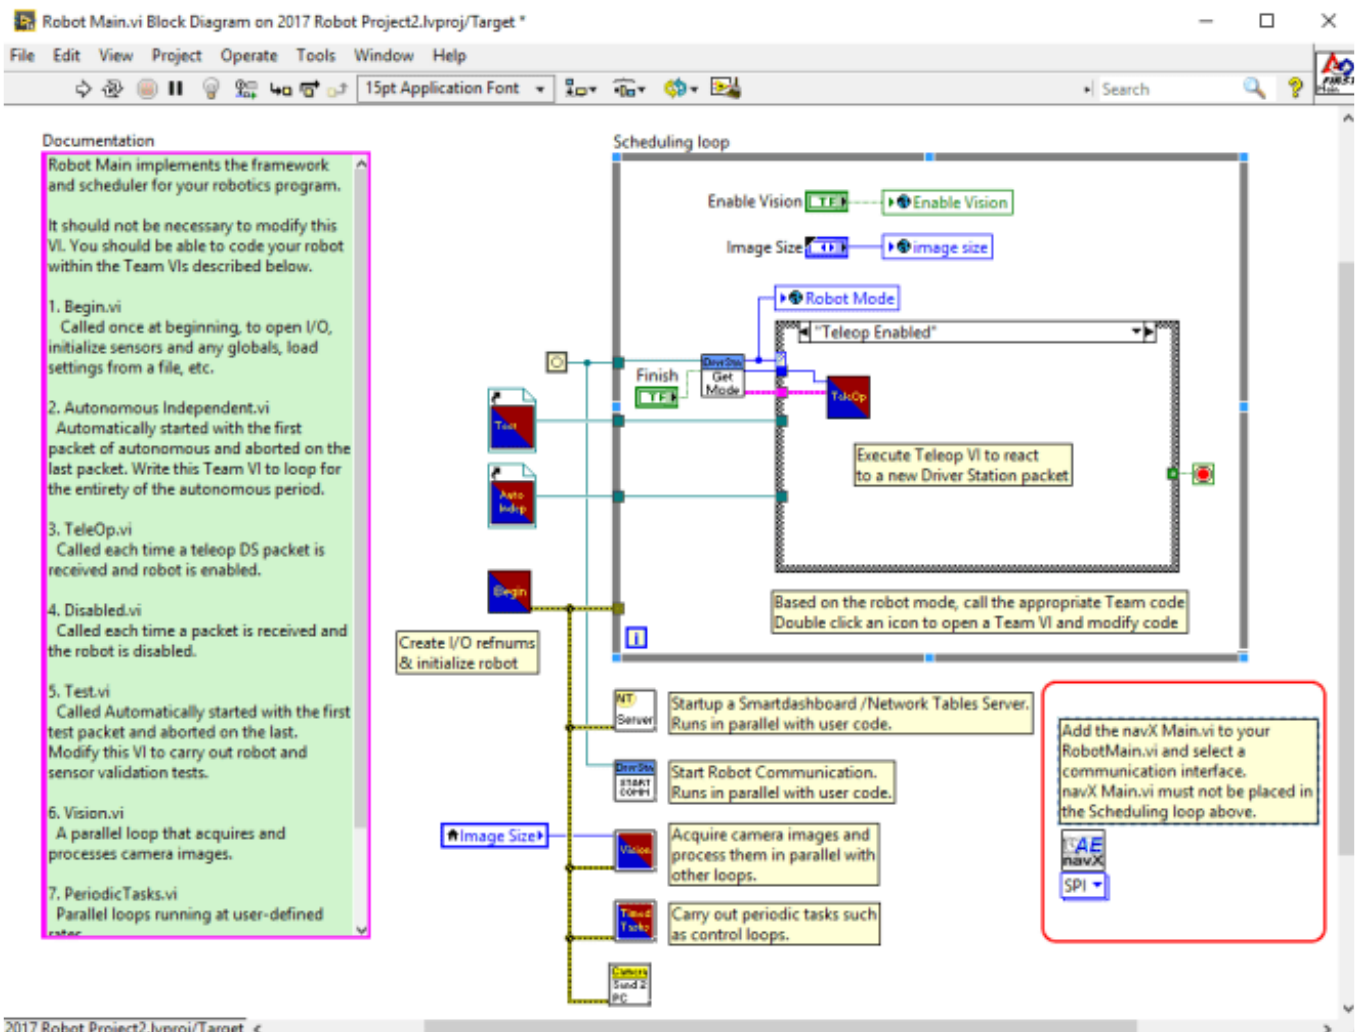 Robot Main.vi Block Diagram on 2017 Robot Project2.lvproj/Target *
File Edit View Project Operate Tools Window Help
15pt Application Font
Search
Documentation
Robot Main implements the framework
and scheduler for your robotics program.
It should not be necessary to modify this
VI. You should be able to code your robot
within the Team VIs described below.
1. Begin.vi
Called once at beginning, to open I/O,
initialize sensors and any globals, load
settings from a file, etc.
2. Autonomous Independent.vi
Automatically started with the first
packet of autonomous and aborted on the
last packet. Write this Team VI to loop for
the entirety of the autonomous period.
3. TeleOp.vi
Called each time a teleop DS packet is
received and robot is enabled.
4. Disabled.vi
Called each time a packet is received and
the robot is disabled.
5. Test.vi
Called Automatically started with the first
test packet and aborted on the last.
Modify this VI to carry out robot and
sensor validation tests.
6. Vision.vi
A parallel loop that acquires and
processes camera images.
7. PeriodicTasks.vi
Parallel loops running at user-defined
rates
Scheduling loop
Enable Vision
TF
Enable Vision
Image Size
image size
Robot Mode
"Teleop Enabled"
Finish
TF
Get
Mode
TeleOp
Execute Teleop VI to react
to a new Driver Station packet
Test
Auto
Indep
Begin
Create I/O refnums
& initialize robot
i
Based on the robot mode, call the appropriate Team code
Double click an icon to open a Team VI and modify code
NT
Server
Startup a Smartdashboard /Network Tables Server.
Runs in parallel with user code.
START
COMM
Start Robot Communication.
Runs in parallel with user code.
Image Size
Vision
Acquire camera images and
process them in parallel with
other loops.
Timed
Tasks
Carry out periodic tasks such
as control loops.
Camera
Send 2
PC
Add the navX Main.vi to your
RobotMain.vi and select a
communication interface.
navX Main.vi must not be placed in
the Scheduling loop above.
AE
navX
SPI
2017 Robot Project2.lvproj/Target <